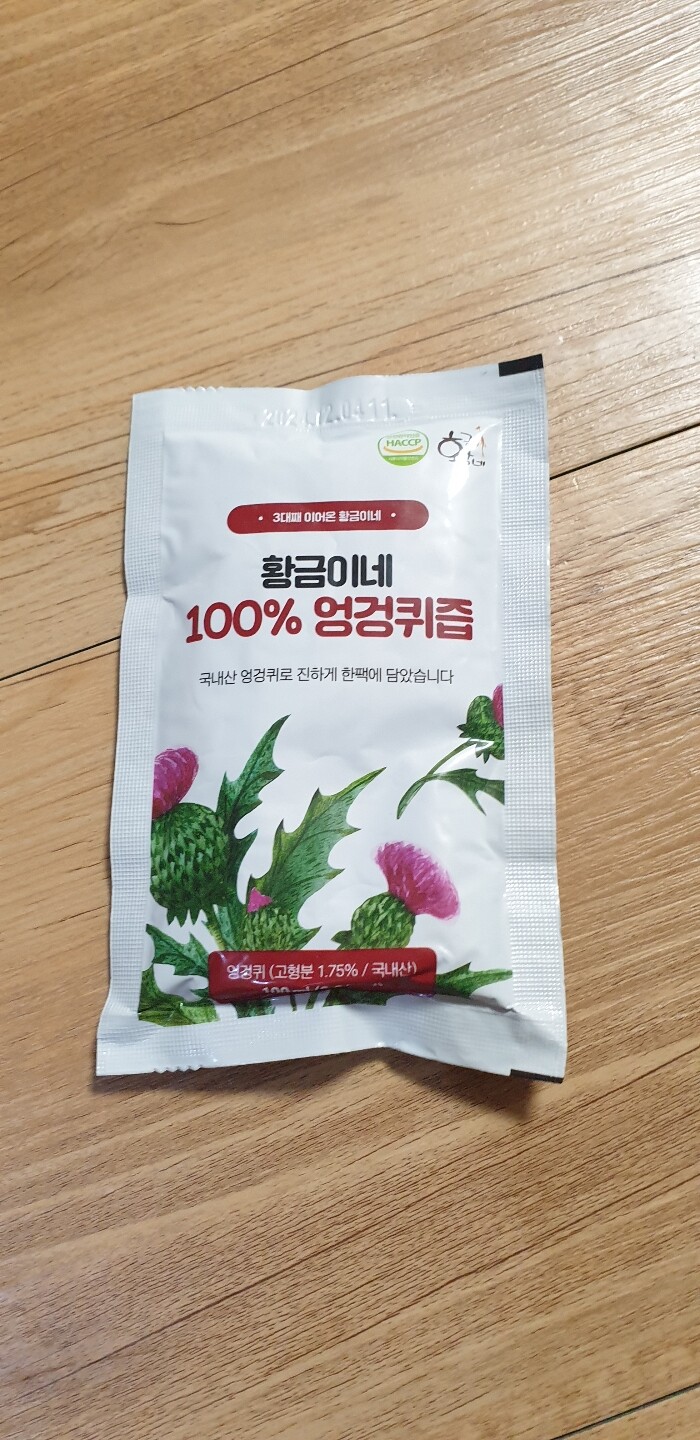 HACCP
• 3대째 이어온 황금이네 •
황금이네
100% 엉겅퀴즙
국내산 엉겅퀴로 진하게 한팩에 담았습니다
엉겅퀴 (고형분 1.75% / 국내산)